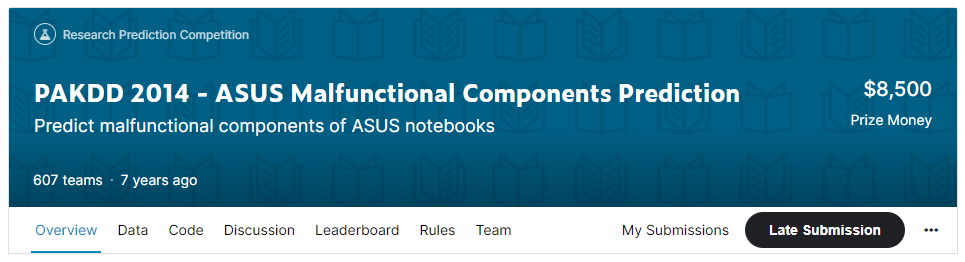 Research Prediction Competition
PAKDD 2014 - ASUS Malfunctional Components Prediction
$8,500
Predict malfunctional components of ASUS notebooks
Prize Money
607 teams · 7 years ago
Overview Data Code Discussion Leaderboard Rules Team My Submissions Late Submission ...